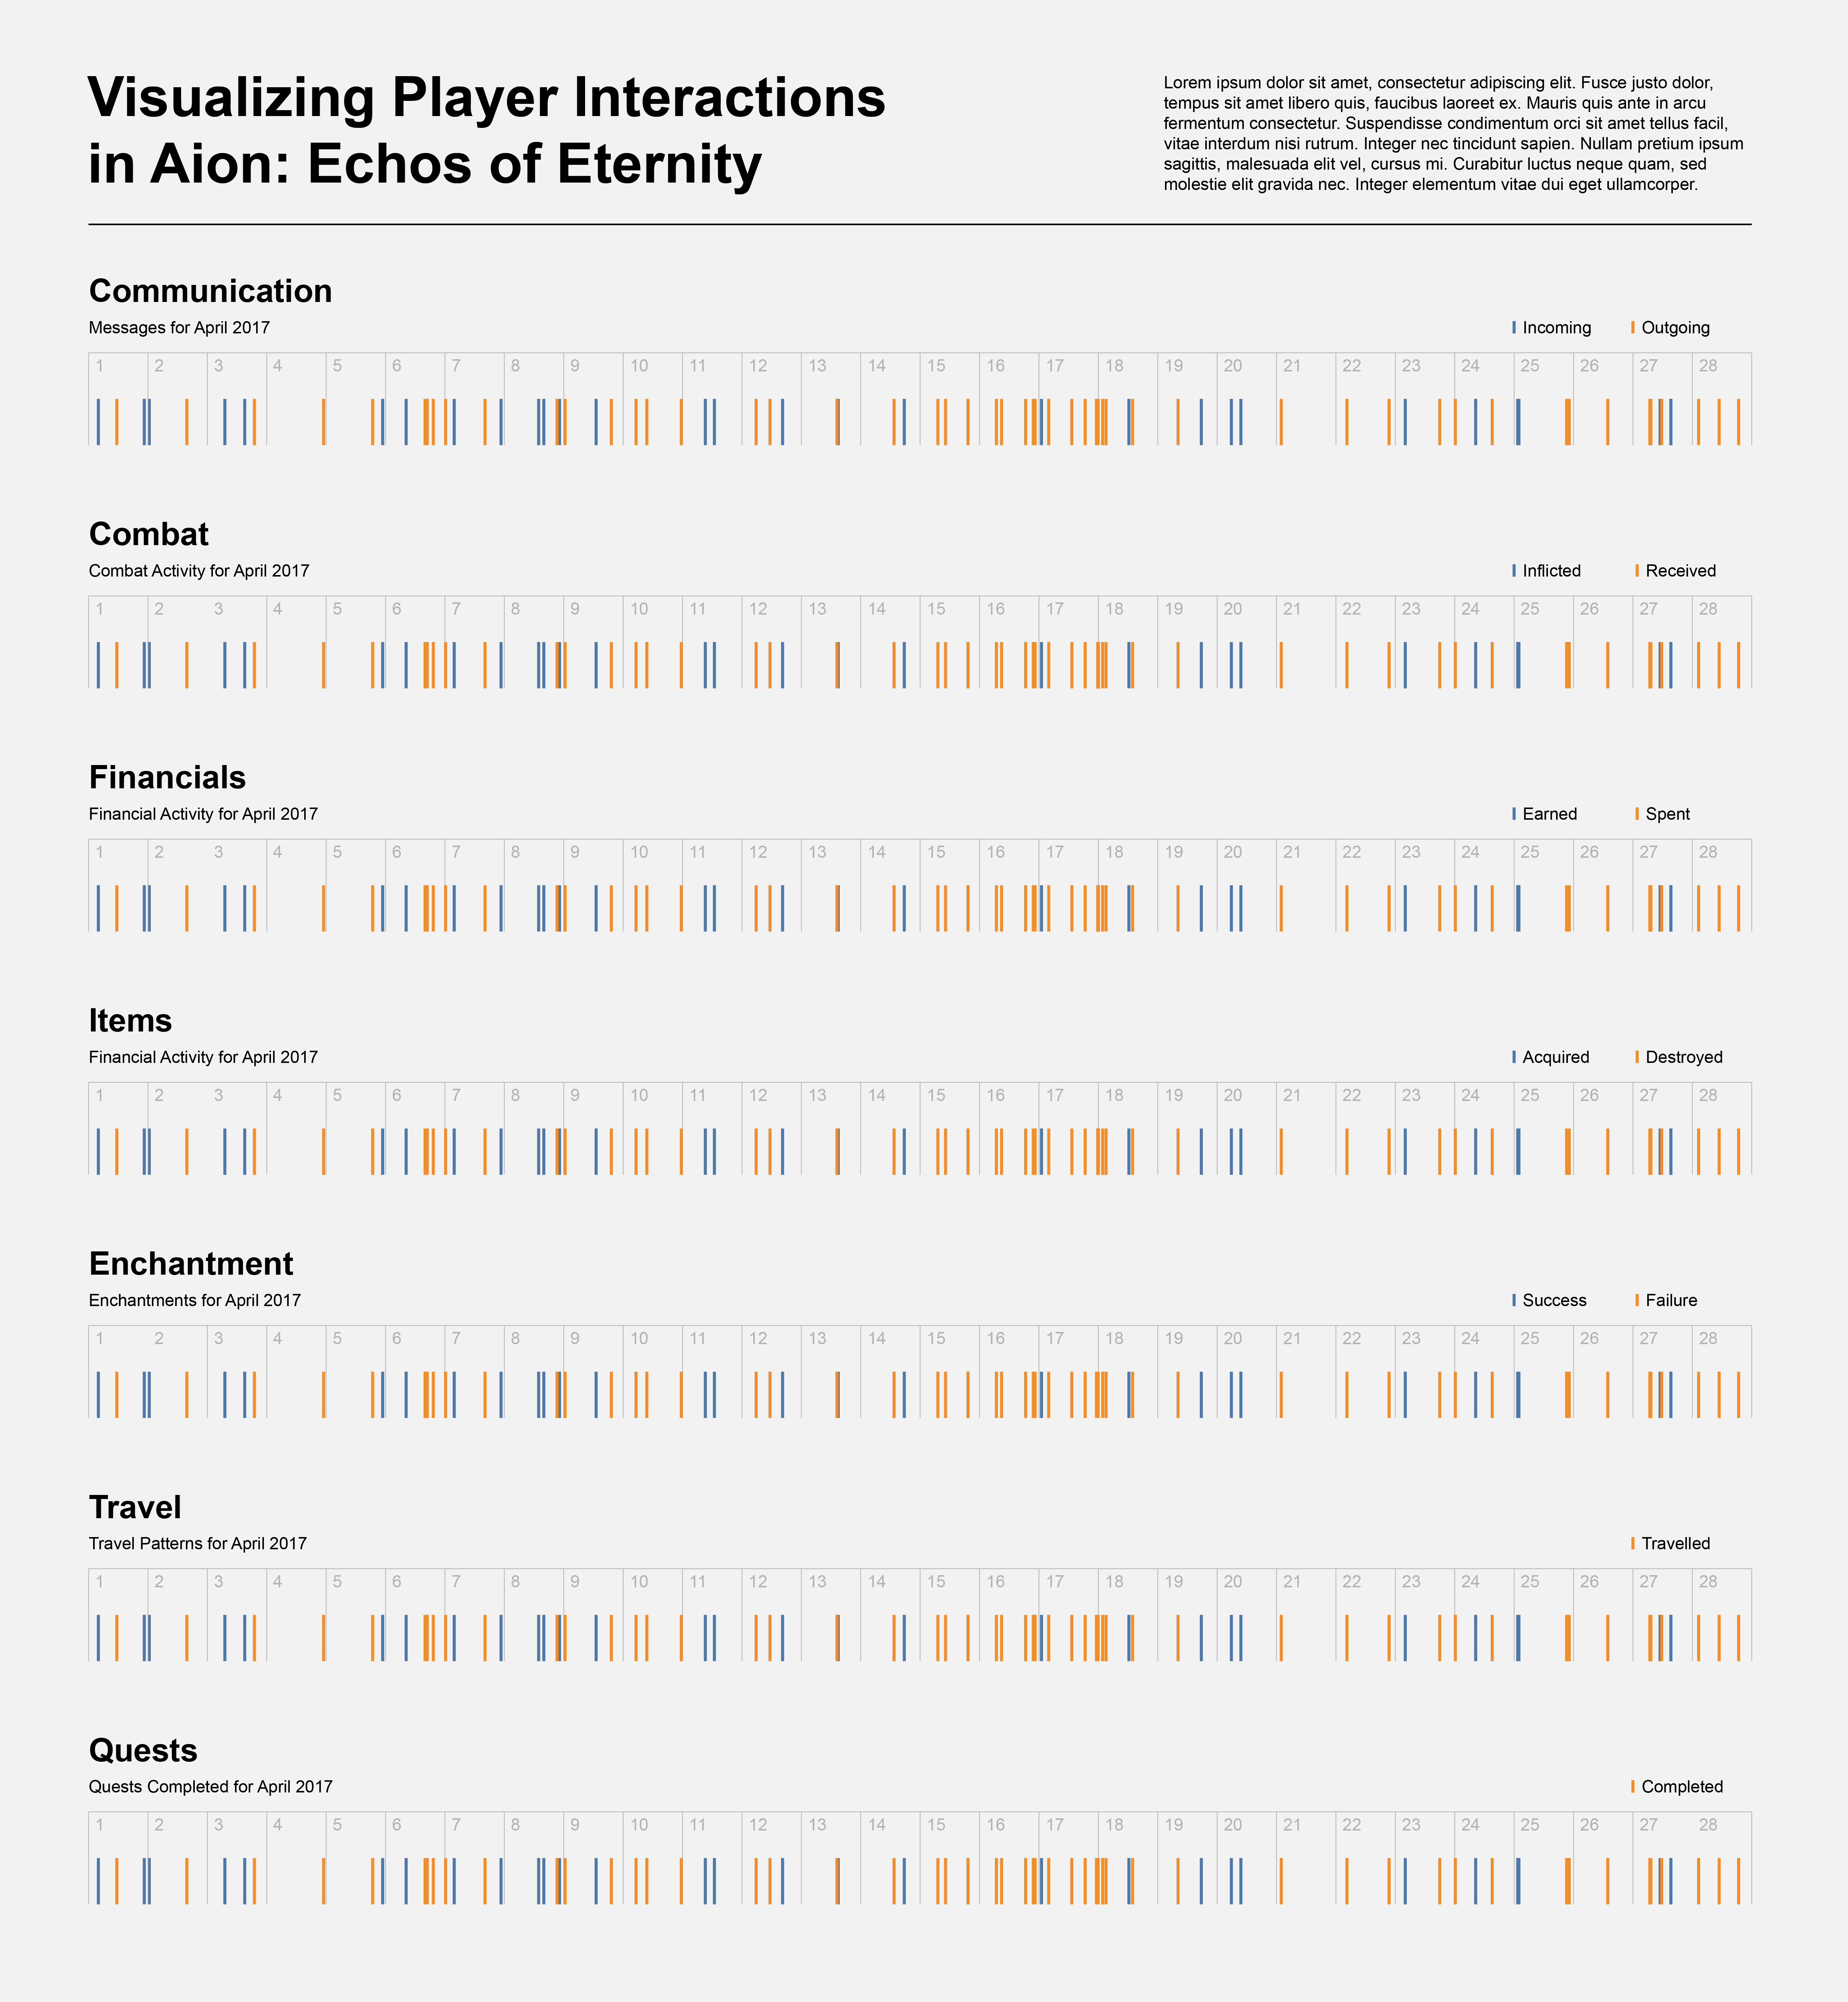 Visualizing Player Interactions
in Aion: Echos of Eternity
Lorem ipsum dolor sit amet, consectetur adipiscing elit. Fusce justo dolor,
tempus sit amet libero quis, faucibus laoreet ex. Mauris quis ante in arcu
fermentum consectetur. Suspendisse condimentum orci sit amet tellus facil,
vitae interdum nisi rutrum. Integer nec tincidunt sapien. Nullam pretium ipsum
sagittis, malesuada elit vel, cursus mi. Curabitur luctus neque quam, sed
molestie elit gravida nec. Integer elementum vitae dui eget ullamcorper.
Communication
Messages for April 2017 Incoming Outgoing
1 2 3 4 5 6 7 8 9 10 11 12 13 14 15 16 17 18 19 20 21 22 23 24 25 26 27 28
Combat
Combat Activity for April 2017 Inflicted Received
1 2 3 4 5 6 7 8 9 10 11 12 13 14 15 16 17 18 19 20 21 22 23 24 25 26 27 28
Financials
Financial Activity for April 2017 Earned Spent
1 2 3 4 5 6 7 8 9 10 11 12 13 14 15 16 17 18 19 20 21 22 23 24 25 26 27 28
Items
Financial Activity for April 2017 Acquired Destroyed
1 2 3 4 5 6 7 8 9 10 11 12 13 14 15 16 17 18 19 20 21 22 23 24 25 26 27 28
Enchantment
Enchantments for April 2017 Success Failure
1 2 3 4 5 6 7 8 9 10 11 12 13 14 15 16 17 18 19 20 21 22 23 24 25 26 27 28
Travel
Travel Patterns for April 2017 Travelled
1 2 3 4 5 6 7 8 9 10 11 12 13 14 15 16 17 18 19 20 21 22 23 24 25 26 27 28
Quests
Quests Completed for April 2017 Completed
1 2 3 4 5 6 7 8 9 10 11 12 13 14 15 16 17 18 19 20 21 22 23 24 25 26 27 28